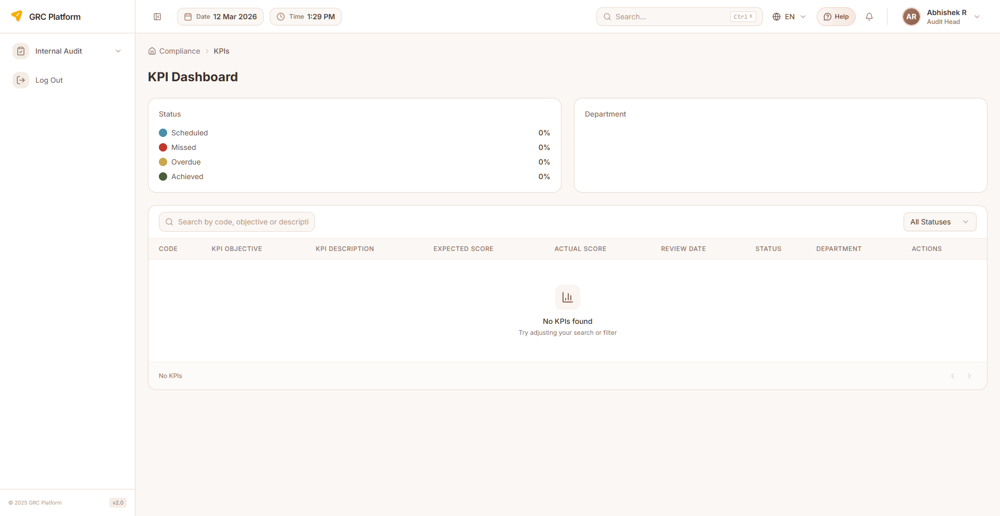 GRC Platform
Date 12 Mar 2026
Time 1:29 PM
Search...
Ctrl K
EN
Help
AR
Abhishek R
Audit Head
Internal Audit
Log Out
Compliance > KPIs
KPI Dashboard
Status
Scheduled 0%
Missed 0%
Overdue 0%
Achieved 0%
Department
Search by code, objective or descripti
All Statuses
CODE KPI OBJECTIVE KPI DESCRIPTION EXPECTED SCORE ACTUAL SCORE REVIEW DATE STATUS DEPARTMENT ACTIONS
No KPIs found
Try adjusting your search or filter
No KPIs
© 2025 GRC Platform
v2.0